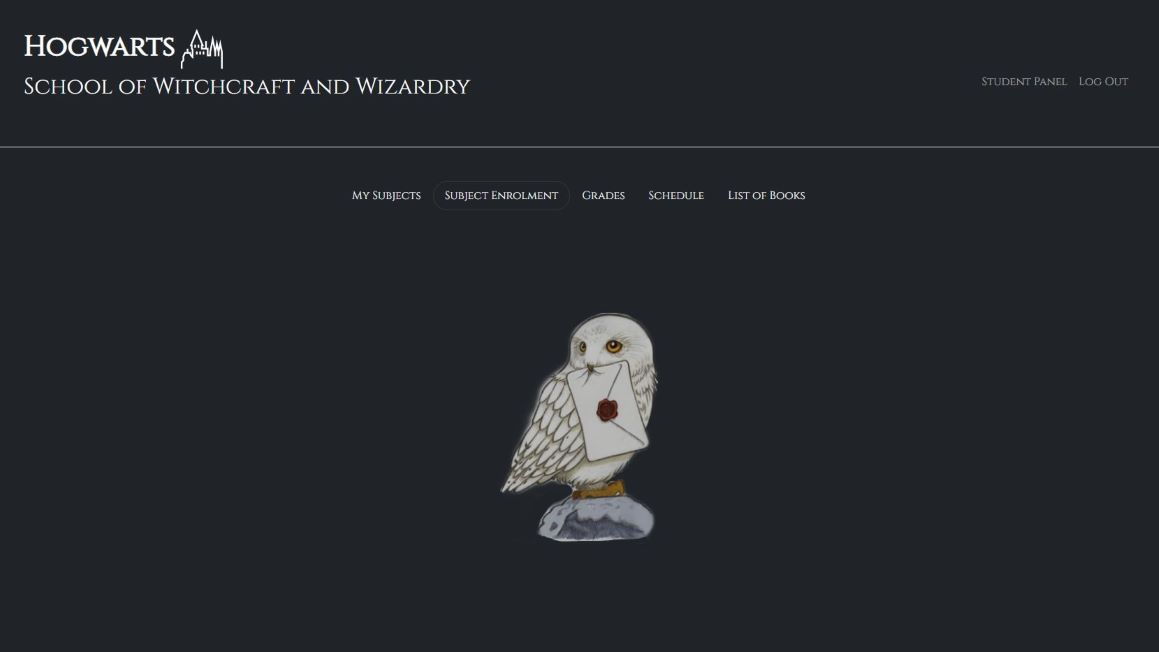 Hogwarts
School of Witchcraft and Wizardry
Student Panel Log Out
My Subjects Subject Enrolment Grades Schedule List of Books